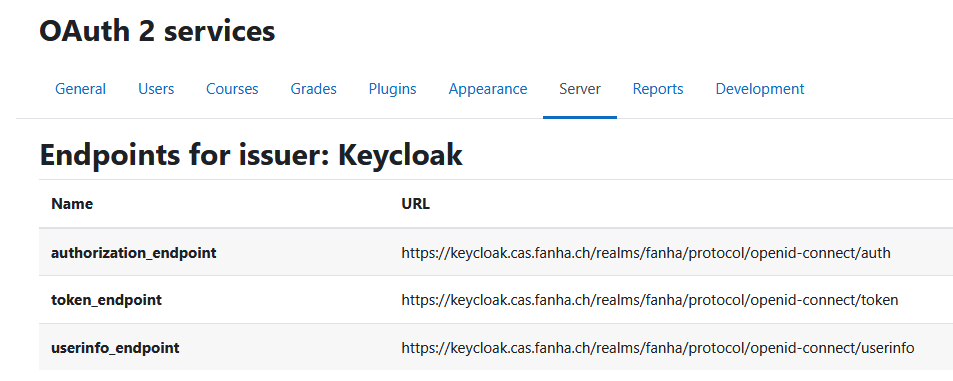 OAuth 2 services
General Users Courses Grades Plugins Appearance Server Reports Development
Endpoints for issuer: Keycloak
Name URL
authorization_endpoint https://keycloak.cas.fanha.ch/realms/fanha/protocol/openid-connect/auth
token_endpoint https://keycloak.cas.fanha.ch/realms/fanha/protocol/openid-connect/token
userinfo_endpoint https://keycloak.cas.fanha.ch/realms/fanha/protocol/openid-connect/userinfo